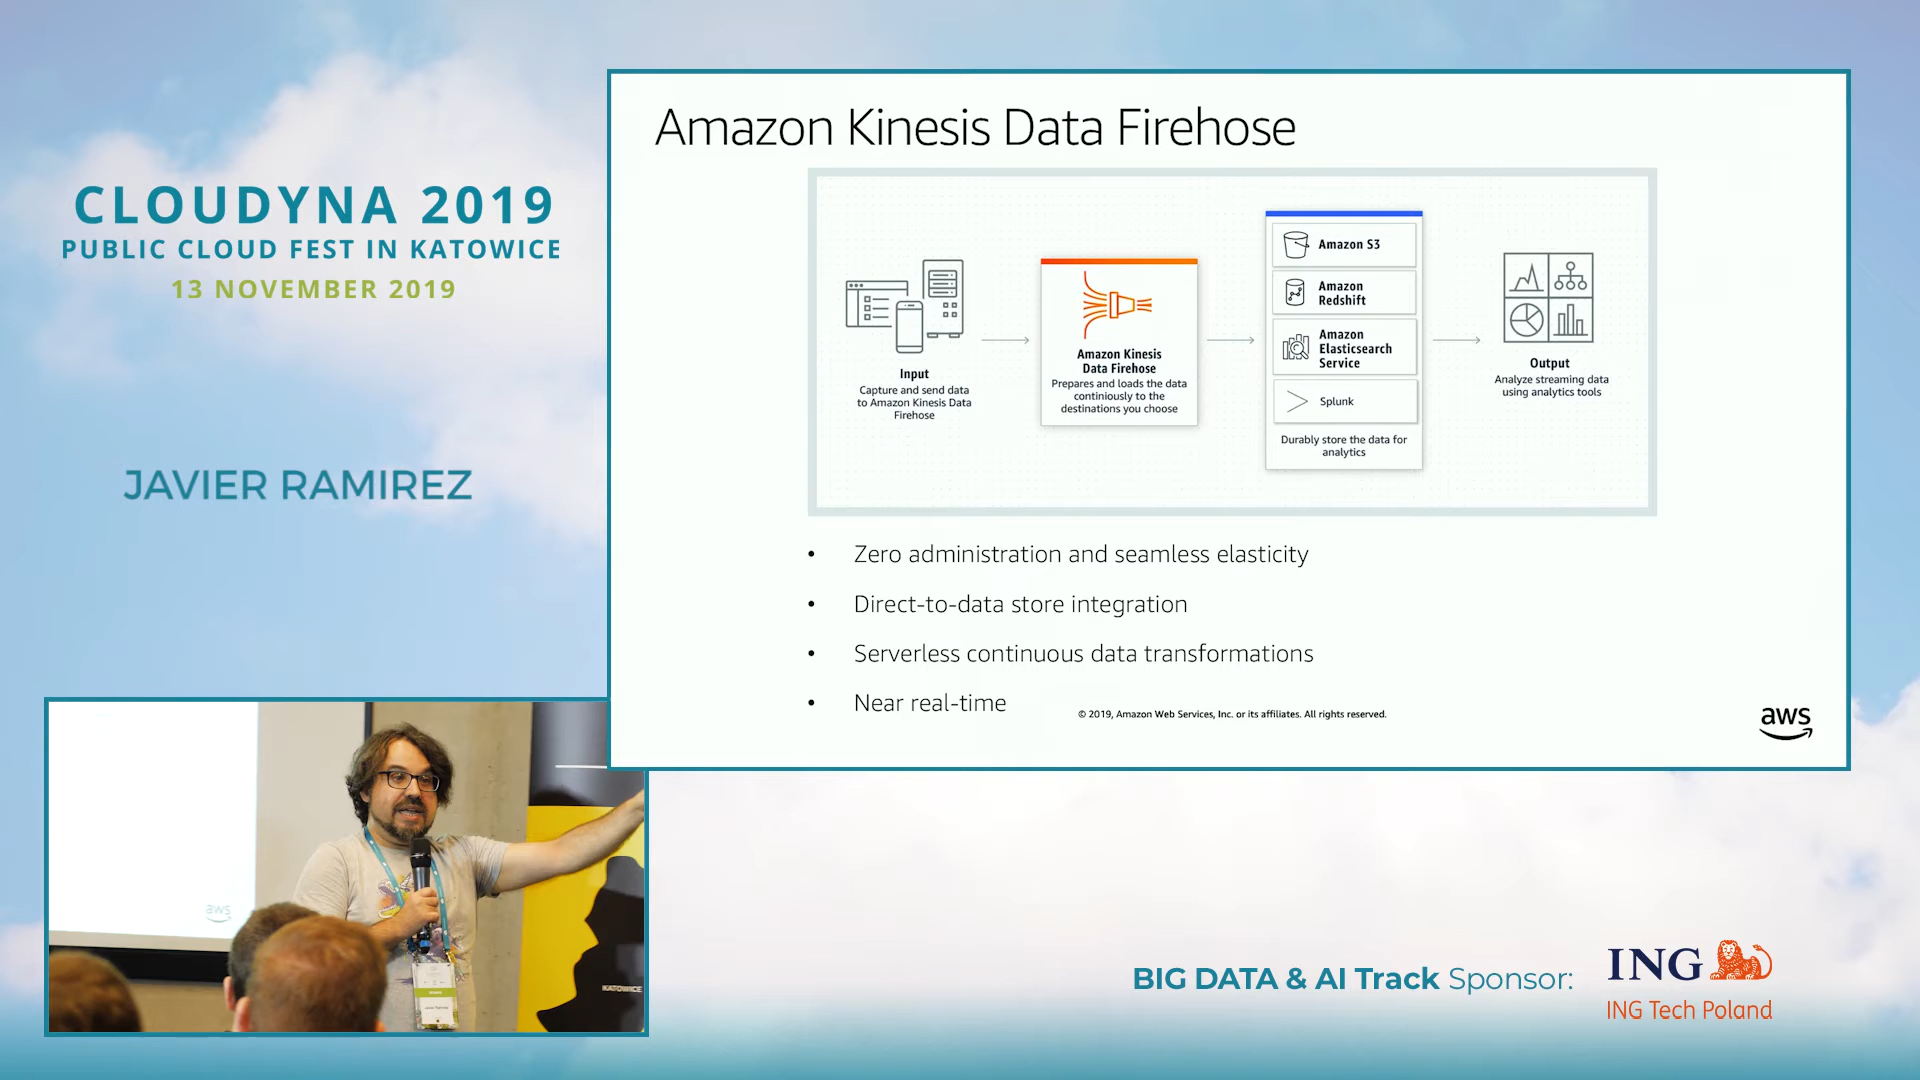 CLOUDYNA 2019
PUBLIC CLOUD FEST IN KATOWICE
13 NOVEMBER 2019
JAVIER RAMIREZ
Amazon Kinesis Data Firehose
Input
Capture and send data
to Amazon Kinesis Data
Firehose
Amazon Kinesis
Data Firehose
Prepares and loads the data
continiously to the
destinations you choose
Amazon S3
Amazon
Redshift
Amazon
Elasticsearch
Service
Splunk
Durably store the data for
analytics
Output
Analyze streaming data
using analytics tools
• Zero administration and seamless elasticity
• Direct-to-data store integration
• Serverless continuous data transformations
• Near real-time
© 2019, Amazon Web Services, Inc. or its affiliates. All rights reserved.
aws
aws
KATOWICE
BIG DATA & AI Track Sponsor:
ING
ING Tech Poland